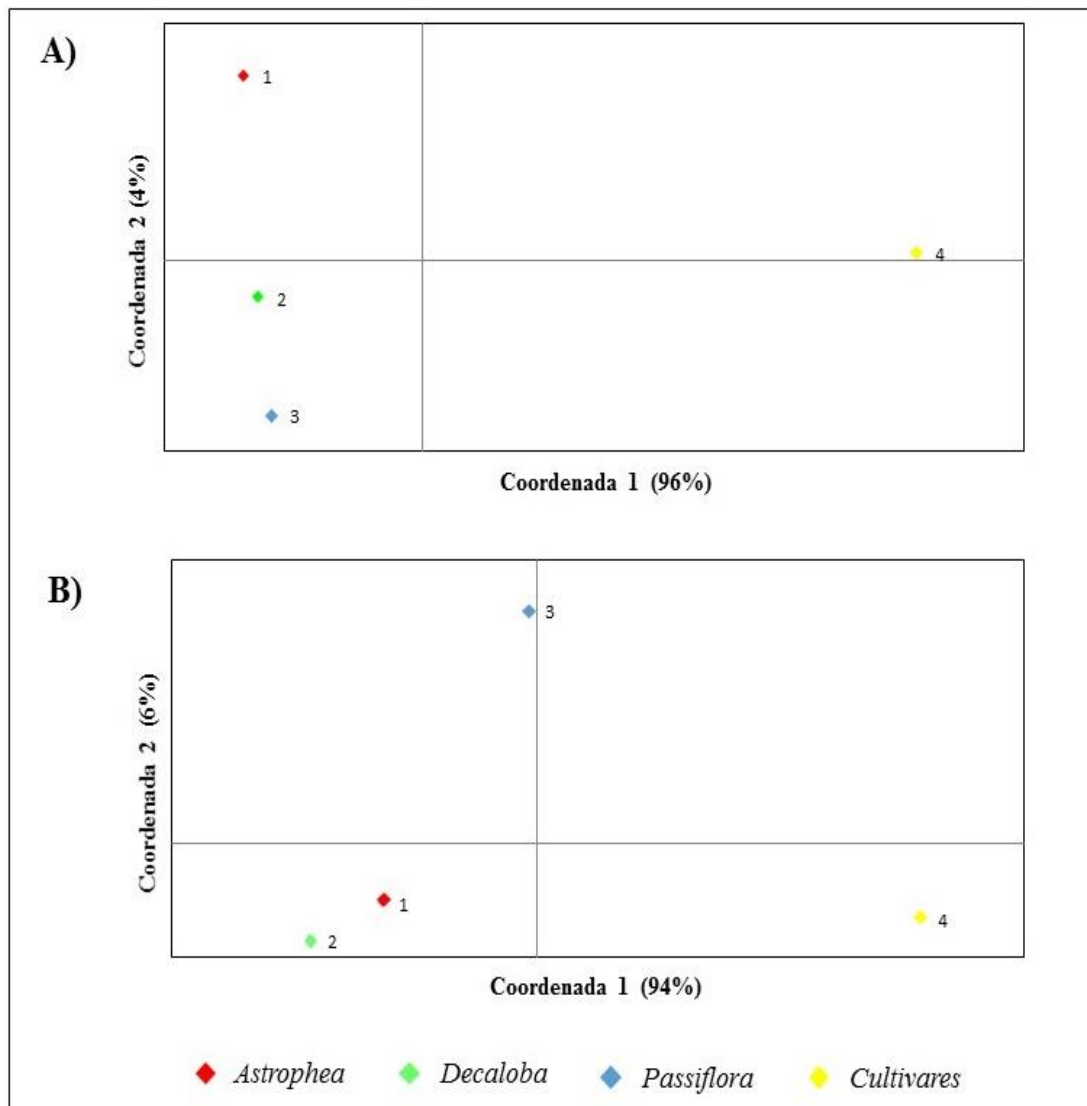 A)
1
Coordenada 2 (4%)
4
2
3
Coordenada 1 (96%)
B)
3
Coordenada 2 (6%)
1
4
2
Coordenada 1 (94%)
Astrophea Decaloba Passiflora Cultivares